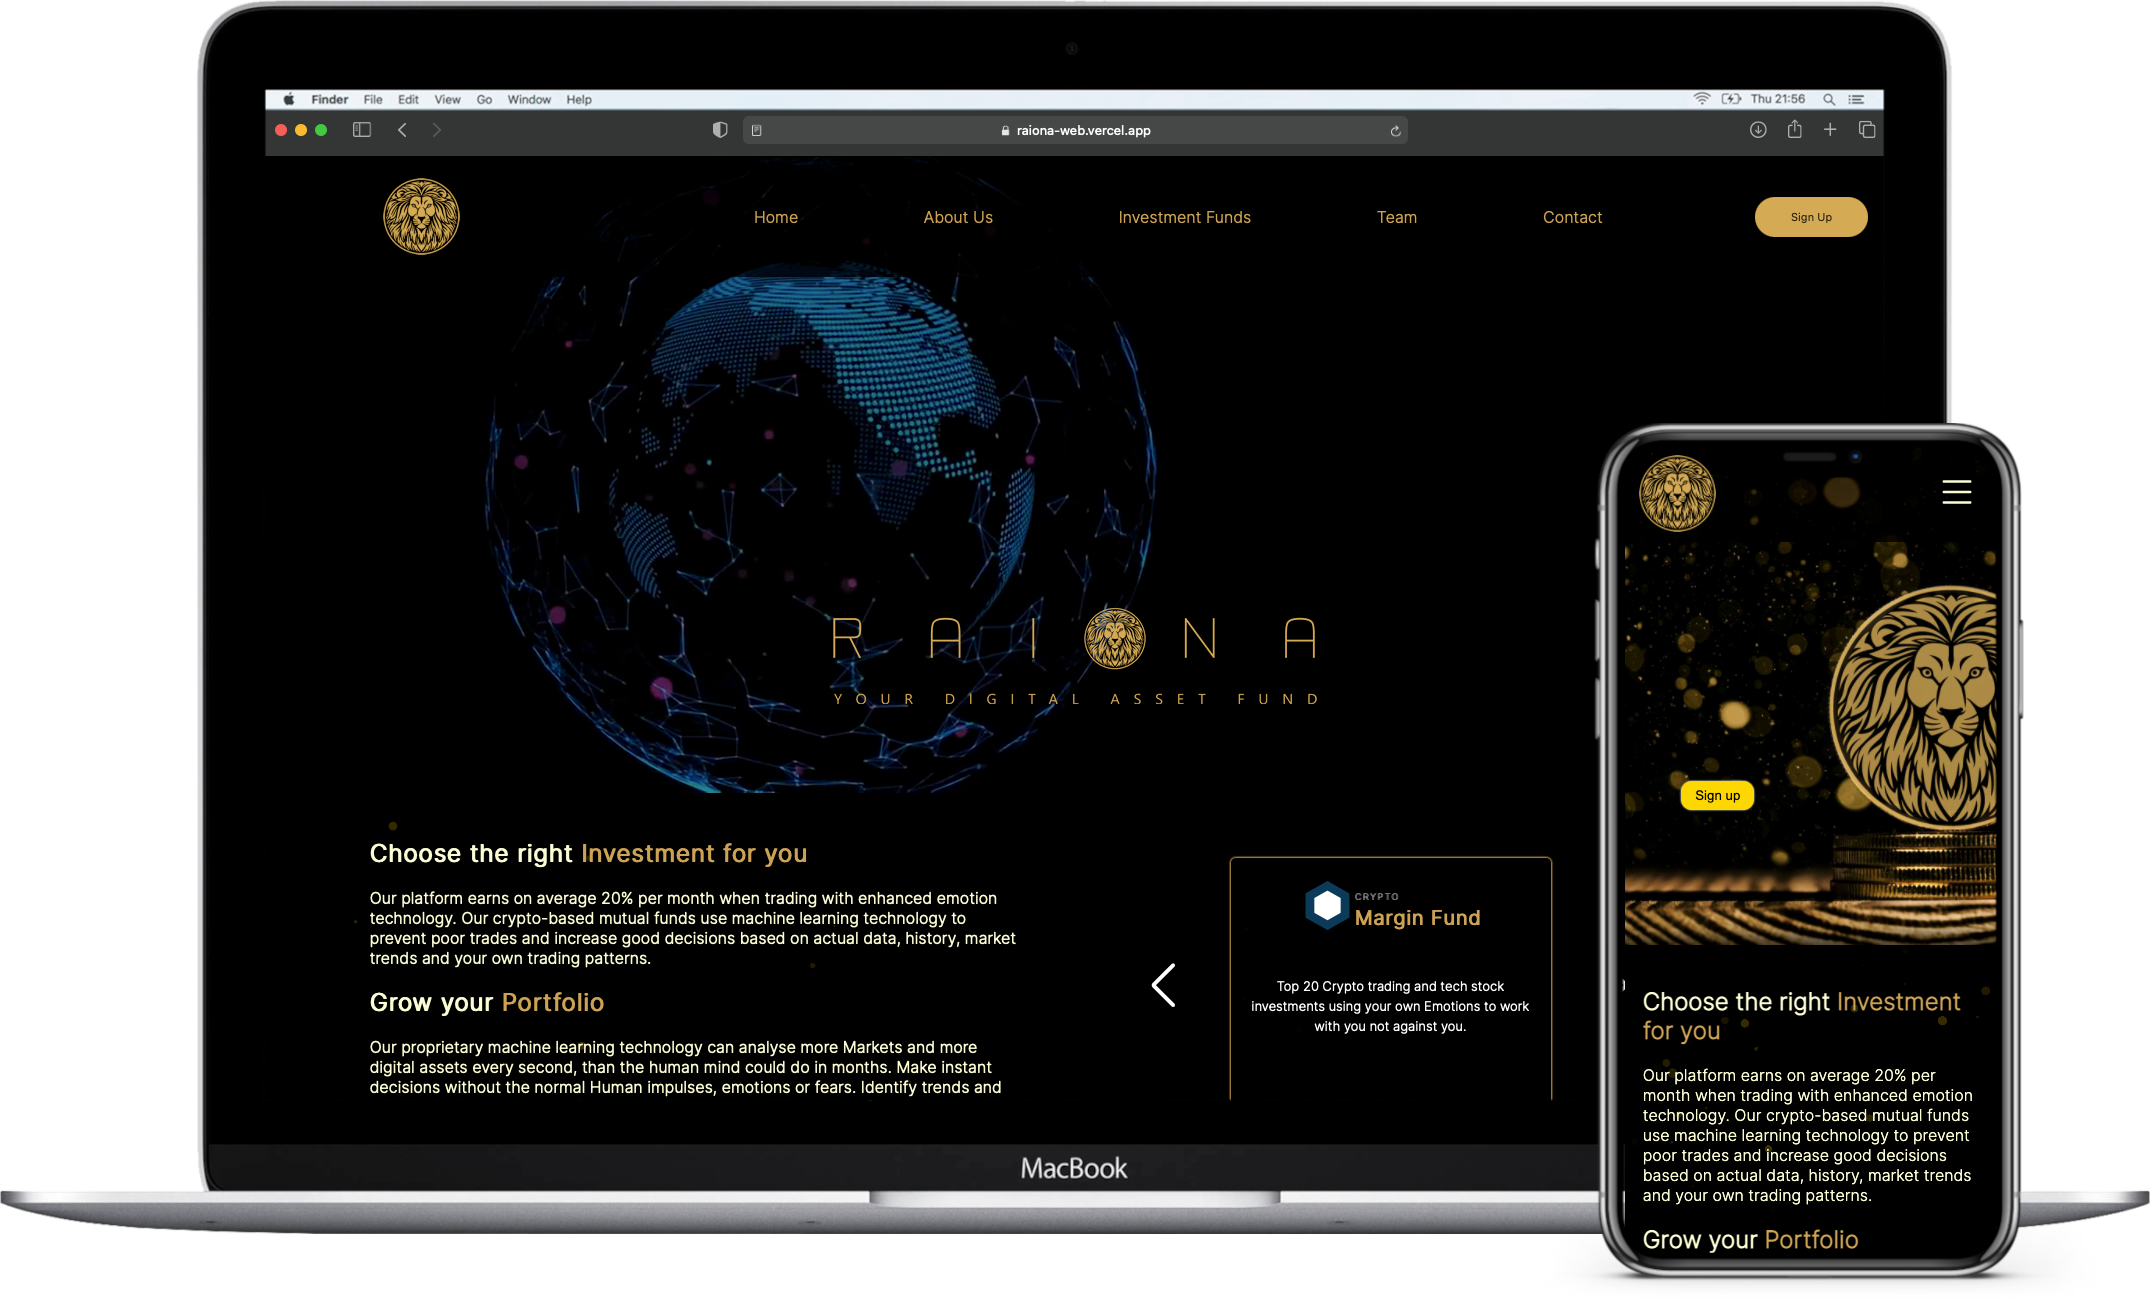 Finder File Edit View Go Window Help Thu 21:56
raiona-web.vercel.app
Home About Us Investment Funds Team Contact Sign Up
RAIONA
YOUR DIGITAL ASSET FUND
Choose the right Investment for you
Our platform earns on average 20% per month when trading with enhanced emotion
technology. Our crypto-based mutual funds use machine learning technology to
prevent poor trades and increase good decisions based on actual data, history, market
trends and your own trading patterns.
Grow your Portfolio
Our proprietary machine learning technology can analyse more Markets and more
digital assets every second, than the human mind could do in months. Make instant
decisions without the normal Human impulses, emotions or fears. Identify trends and
CRYPTO
Margin Fund
Top 20 Crypto trading and tech stock
investments using your own Emotions to work
with you not against you.
MacBook
Sign up
Choose the right Investment
for you
Our platform earns on average 20% per
month when trading with enhanced emotion
technology. Our crypto-based mutual funds
use machine learning technology to prevent
poor trades and increase good decisions
based on actual data, history, market trends
and your own trading patterns.
Grow your Portfolio